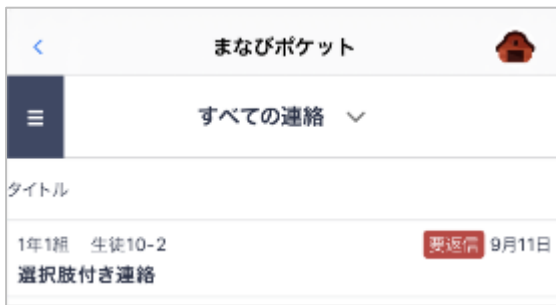 まなびポケット
すべての連絡
タイトル
1年1組 生徒10-2 要返信 9月11日
選択肢付き連絡